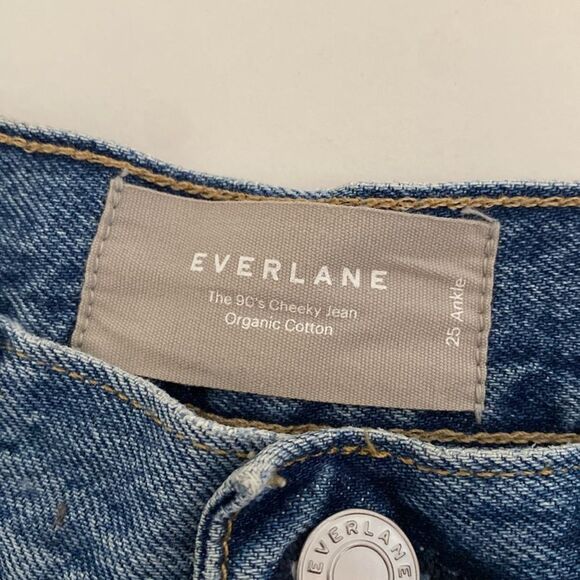 EVERLANE
The 90's Cheeky Jean
Organic Cotton
25 Ankle
EVERLANE